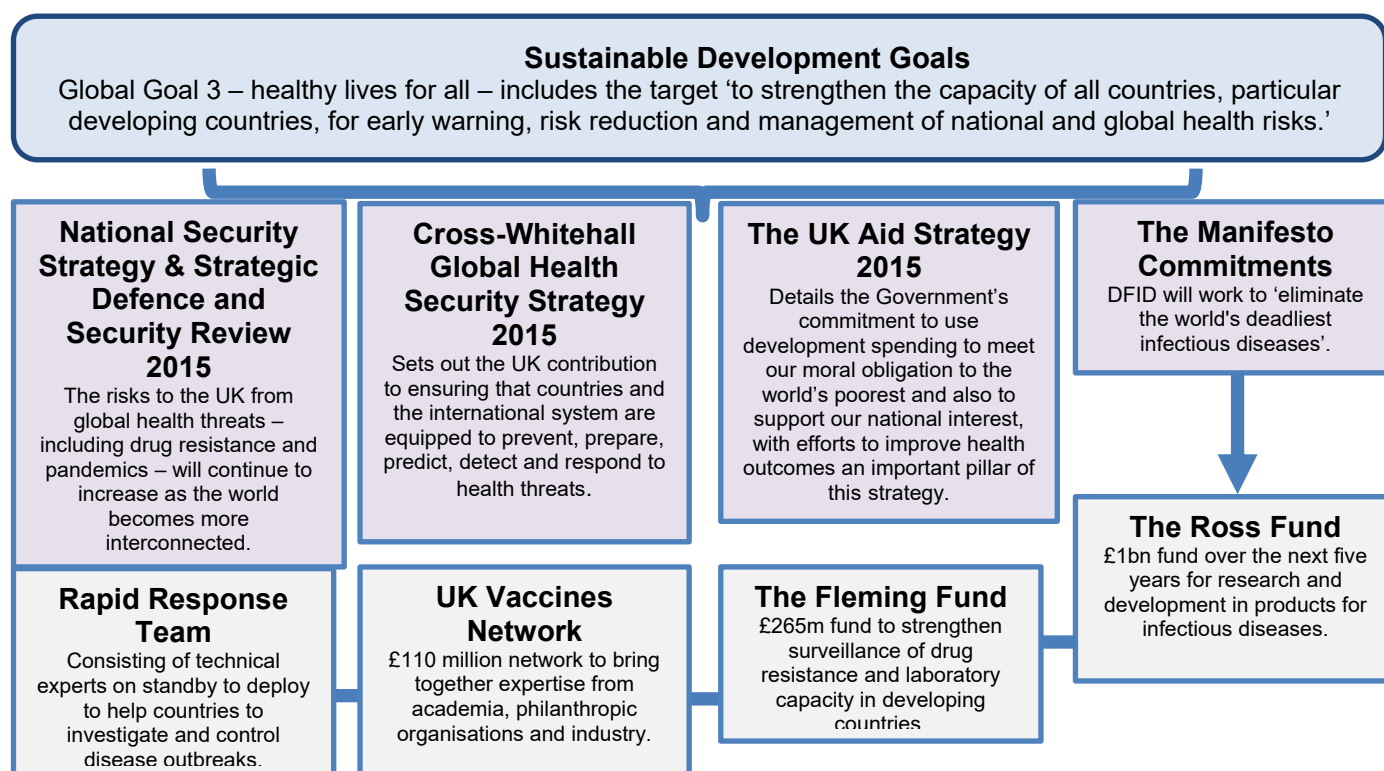 Sustainable Development Goals
Global Goal 3 – healthy lives for all – includes the target ‘to strengthen the capacity of all countries, particular
developing countries, for early warning, risk reduction and management of national and global health risks.’
National Security
Strategy & Strategic
Defence and
Security Review
2015
The risks to the UK from
global health threats –
including drug resistance and
pandemics – will continue to
increase as the world
becomes more
interconnected.
Cross-Whitehall
Global Health
Security Strategy
2015
Sets out the UK contribution
to ensuring that countries and
the international system are
equipped to prevent, prepare,
predict, detect and respond to
health threats.
The UK Aid Strategy
2015
Details the Government’s
commitment to use
development spending to meet
our moral obligation to the
world’s poorest and also to
support our national interest,
with efforts to improve health
outcomes an important pillar of
this strategy.
The Manifesto
Commitments
DFID will work to ‘eliminate
the world's deadliest
infectious diseases’.
Rapid Response
Team
Consisting of technical
experts on standby to deploy
to help countries to
investigate and control
disease outbreaks.
UK Vaccines
Network
£110 million network to bring
together expertise from
academia, philanthropic
organisations and industry.
The Fleming Fund
£265m fund to strengthen
surveillance of drug
resistance and laboratory
capacity in developing
countries
The Ross Fund
£1bn fund over the next five
years for research and
development in products for
infectious diseases.